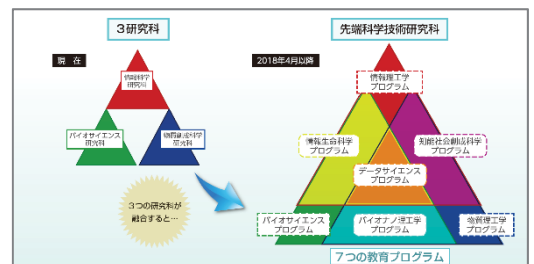 3研究科
現 在
情報科学
研究科
バイオサイエンス
研究科
物質創成科学
研究科
3つの研究科が
融合すると…
先端科学技術研究科
2018年4月以降
情報理工学
プログラム
情報生命科学
プログラム
知能社会創成科学
プログラム
データサイエンス
プログラム
バイオサイエンス
プログラム
バイオナノ理工学
プログラム
物質理工学
プログラム
7つの教育プログラム